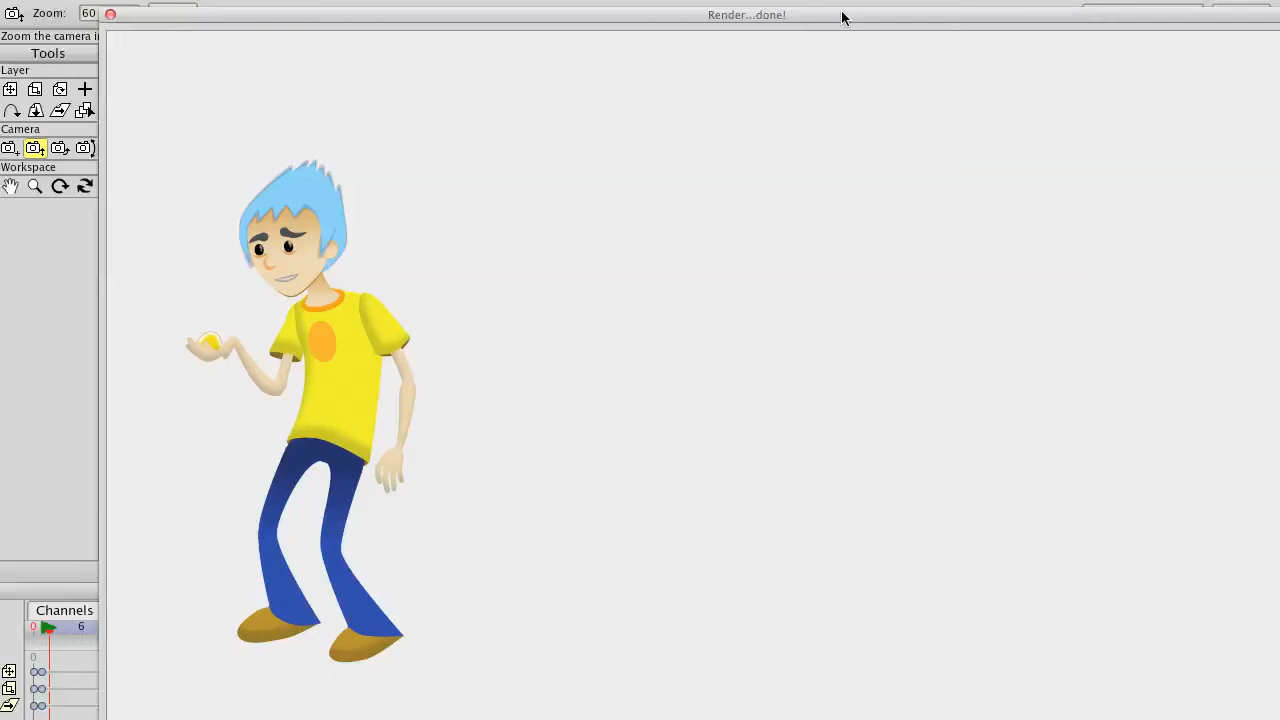 Zoom:
60
Render...done!
Zoom the camera i
Tools
Layer
Camera
Workspace
Channels
0
6
0